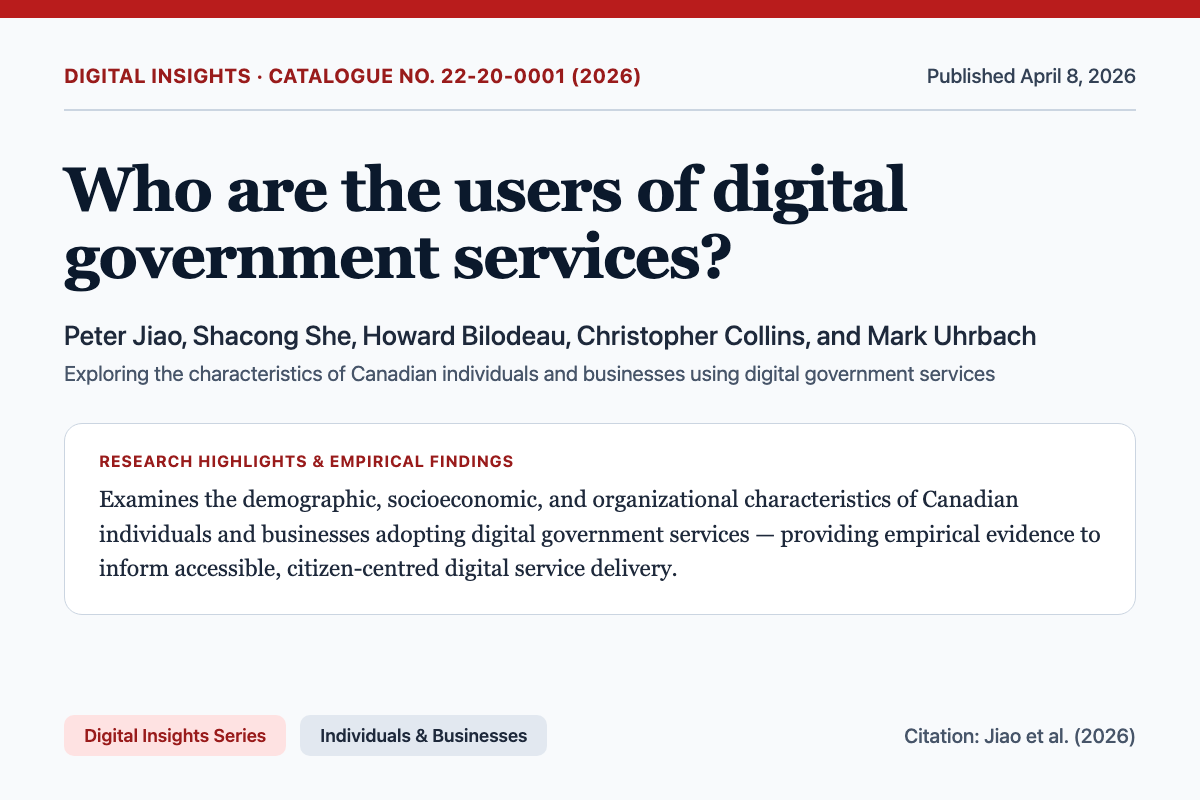 DIGITAL INSIGHTS · CATALOGUE NO. 22-20-0001 (2026)
Published April 8, 2026
Who are the users of digital
government services?
Peter Jiao, Shacong She, Howard Bilodeau, Christopher Collins, and Mark Uhrbach
Exploring the characteristics of Canadian individuals and businesses using digital government services
RESEARCH HIGHLIGHTS & EMPIRICAL FINDINGS
Examines the demographic, socioeconomic, and organizational characteristics of Canadian
individuals and businesses adopting digital government services — providing empirical evidence to
inform accessible, citizen-centred digital service delivery.
Digital Insights Series
Individuals & Businesses
Citation: Jiao et al. (2026)